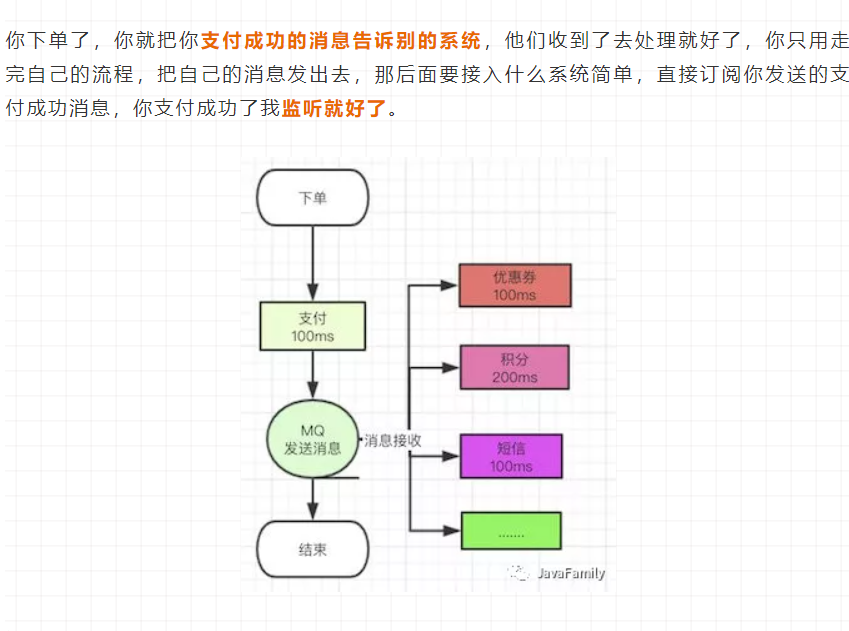 你下单了，你就把你支付成功的消息告诉别的系统，他们收到了去处理就好了，你只用走
完自己的流程，把自己的消息发出去，那后面要接入什么系统简单，直接订阅你发送的支
付成功消息，你支付成功了我监听就好了。
下单
优惠券
100ms
支付
100ms
积分
200ms
MQ
发送消息
消息接收
短信
100ms
.......
结束
JavaFamily